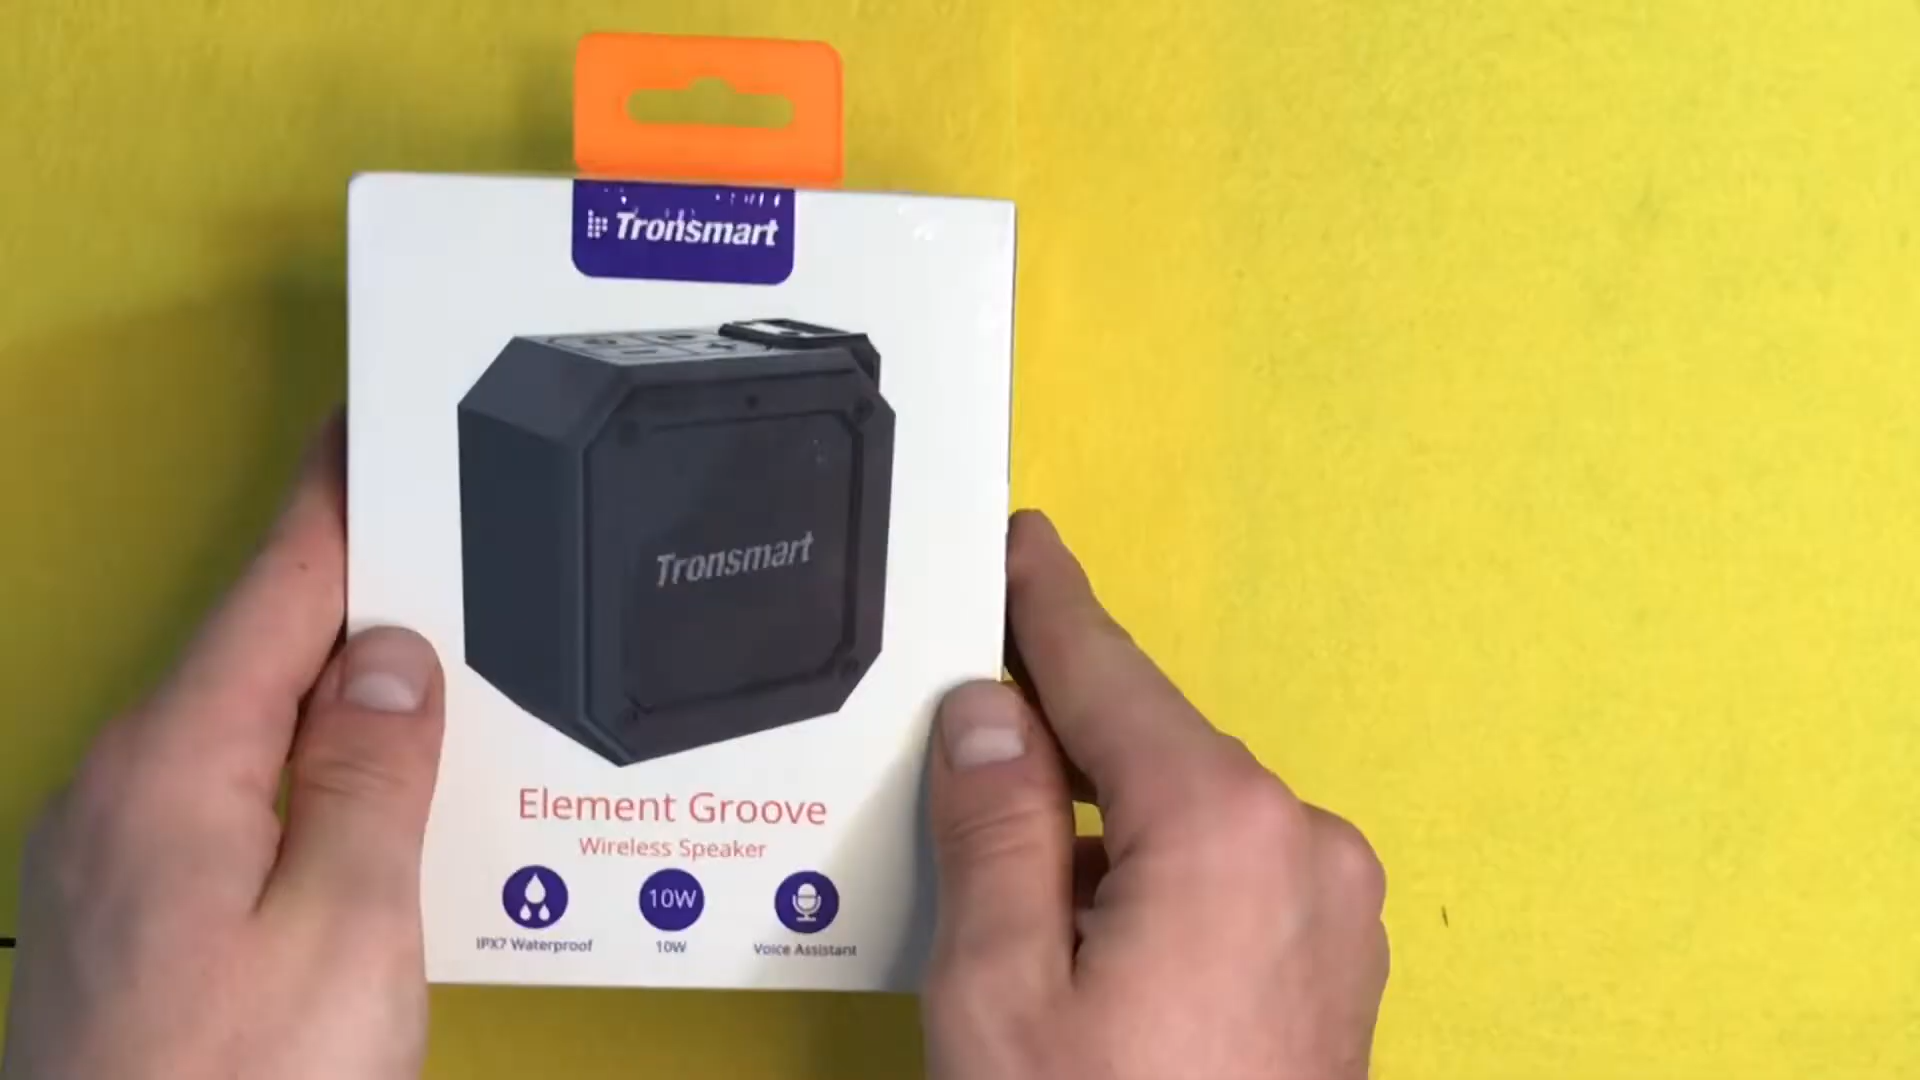 Tronsmart
Tronsmart
Element Groove
Wireless Speaker
10W
IPX7 Waterproof
10W
Voice Assistant